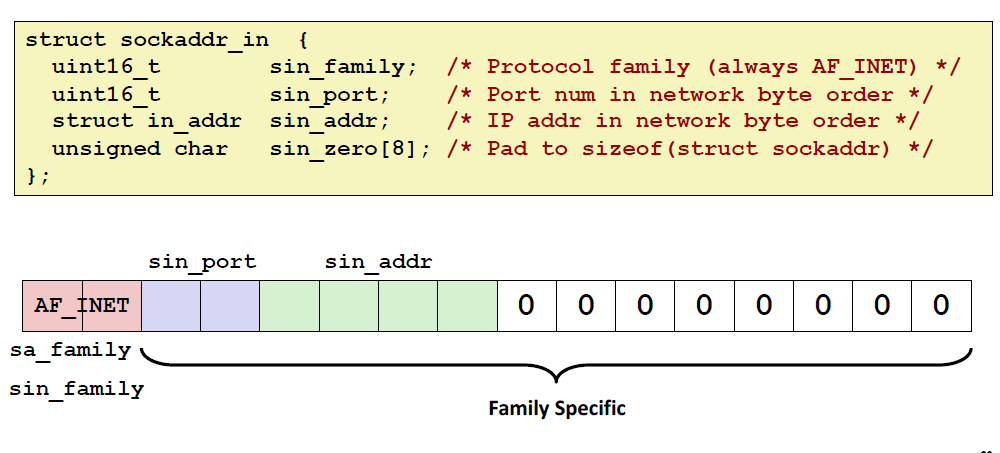 struct sockaddr_in {
uint16_t sin_family; /* Protocol family (always AF_INET) */
uint16_t sin_port; /* Port num in network byte order */
struct in_addr sin_addr; /* IP addr in network byte order */
unsigned char sin_zero[8]; /* Pad to sizeof(struct sockaddr) */
};
sin_port sin_addr
AF_INET 0 0 0 0 0 0 0 0
sa_family
sin_family
Family Specific